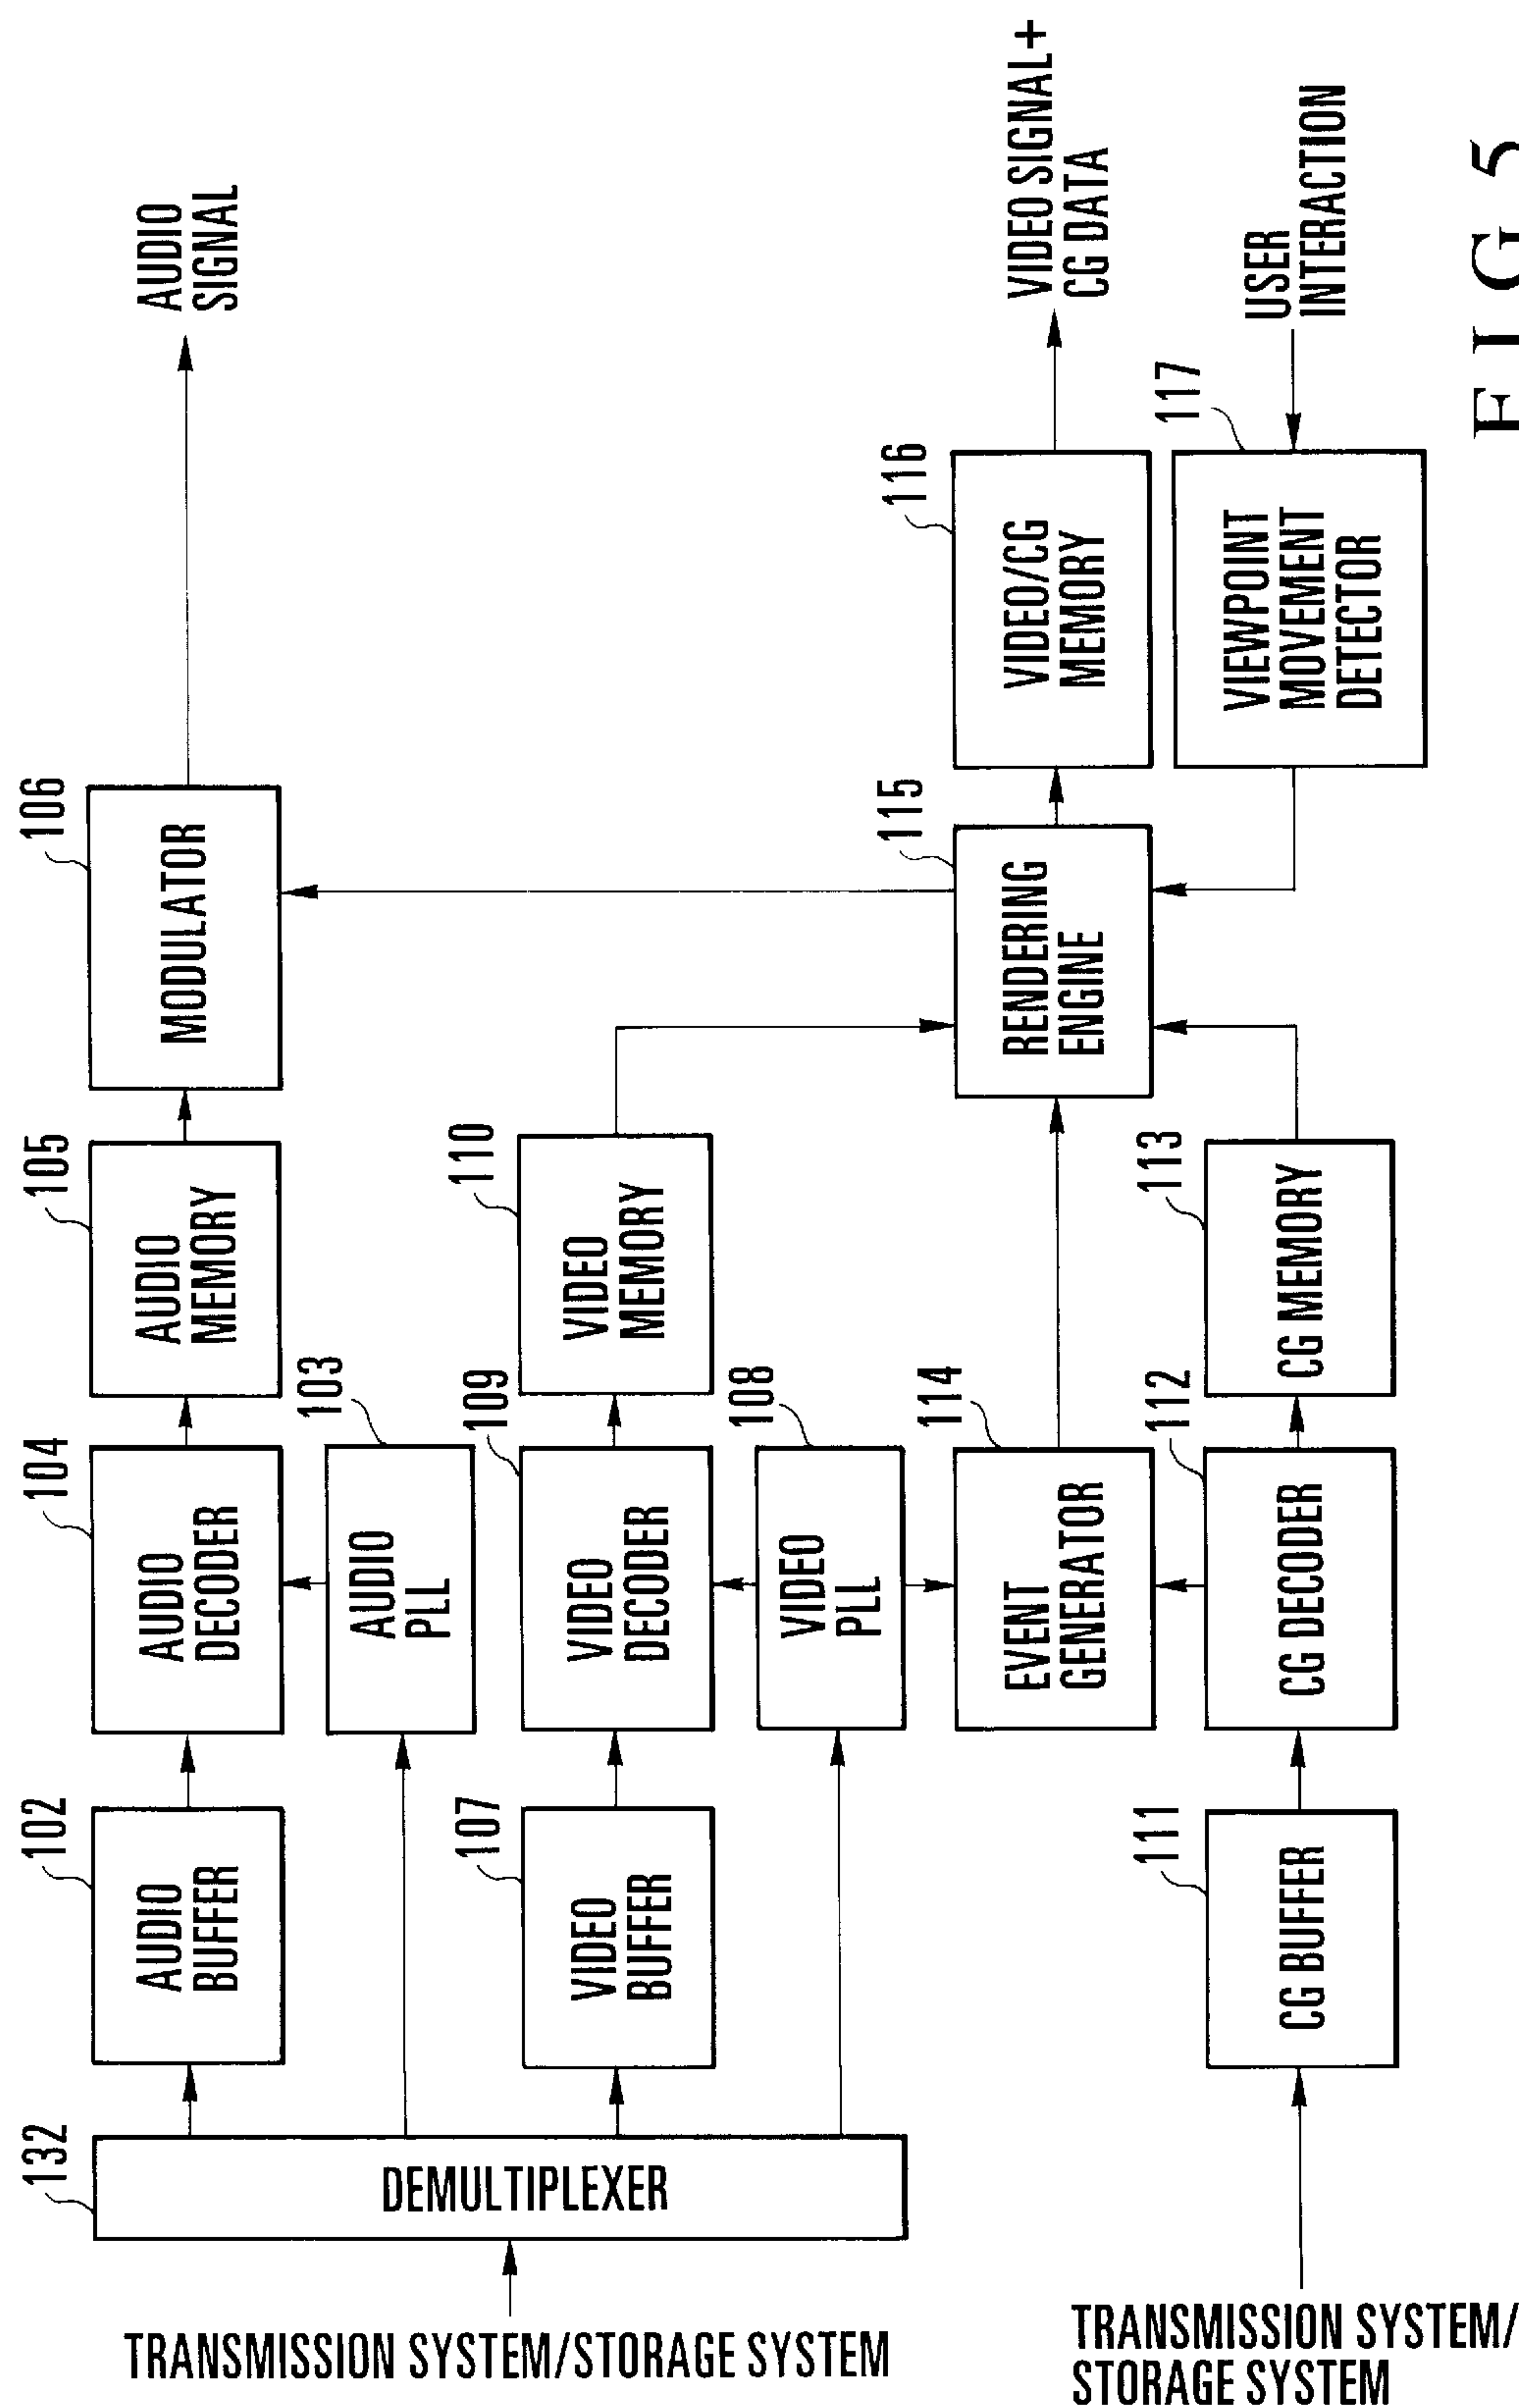 TRANSMISSION SYSTEM/STORAGE SYSTEM
132
DEMULTIPLEXER
102
AUDIO
BUFFER
104
AUDIO
DECODER
105
AUDIO
MEMORY
106
MODULATOR
AUDIO
SIGNAL
103
AUDIO
PLL
107
VIDEO
BUFFER
109
VIDEO
DECODER
110
VIDEO
MEMORY
108
VIDEO
PLL
114
EVENT
GENERATOR
115
RENDERING
ENGINE
116
VIDEO/CG
MEMORY
VIDEO SIGNAL+
CG DATA
TRANSMISSION SYSTEM/
STORAGE SYSTEM
111
CG BUFFER
112
CG DECODER
113
CG MEMORY
117
VIEWPOINT
MOVEMENT
DETECTOR
USER
INTERACTION
FIG 5